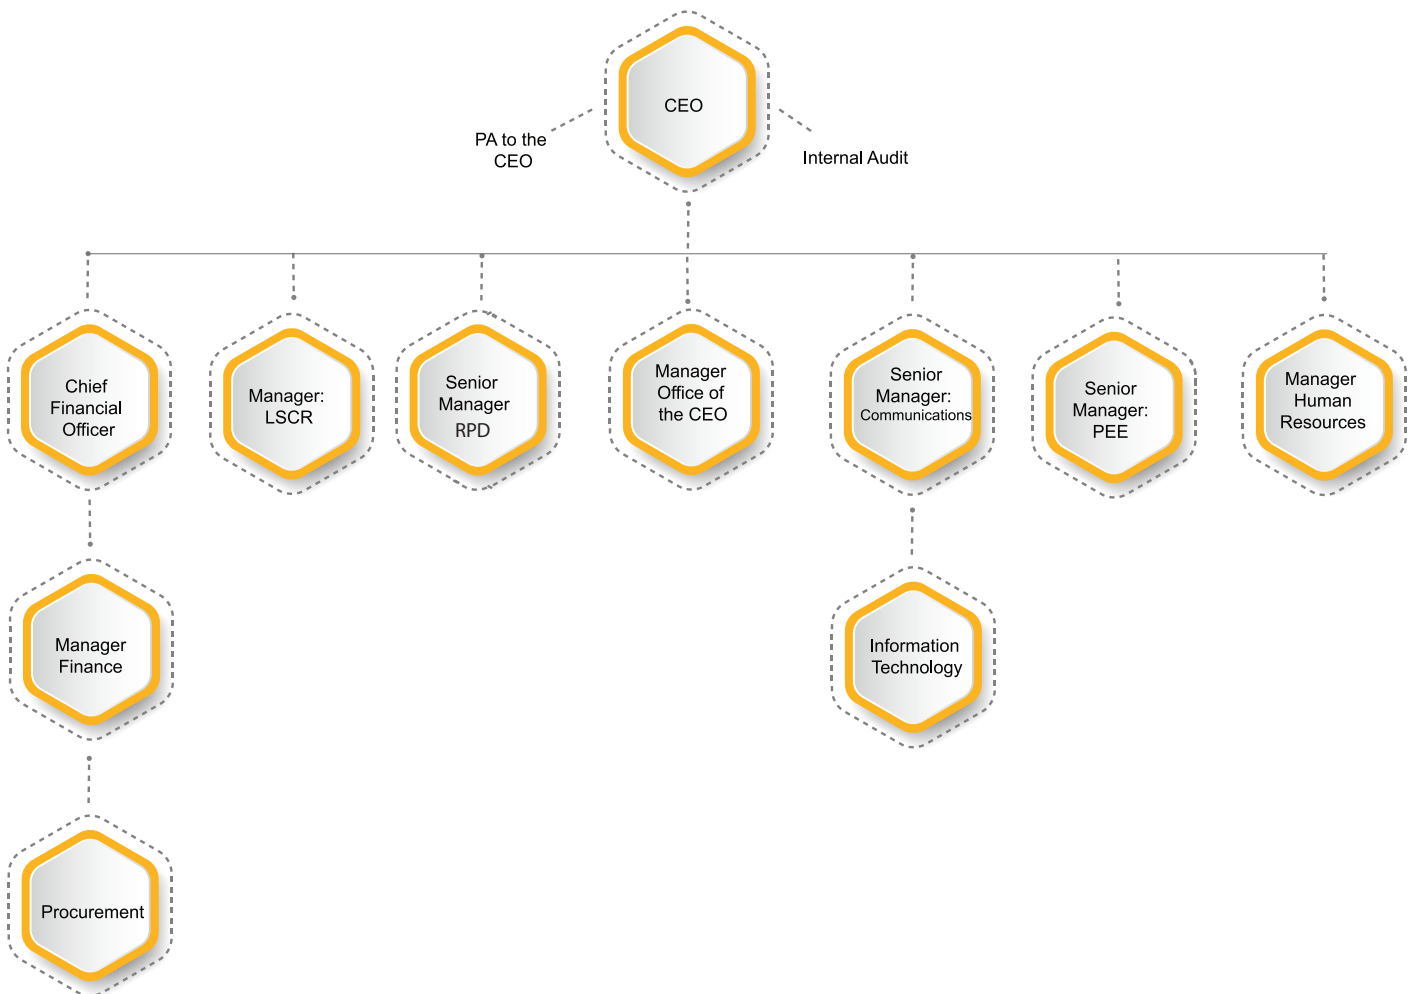 CEO
PA to the
CEO
Internal Audit
Chief
Financial
Officer
Manager:
LSCR
Senior
Manager
RPD
Manager
Office of
the CEO
Senior
Manager:
Communications
Senior
Manager:
PEE
Manager
Human
Resources
Manager
Finance
Information
Technology
Procurement